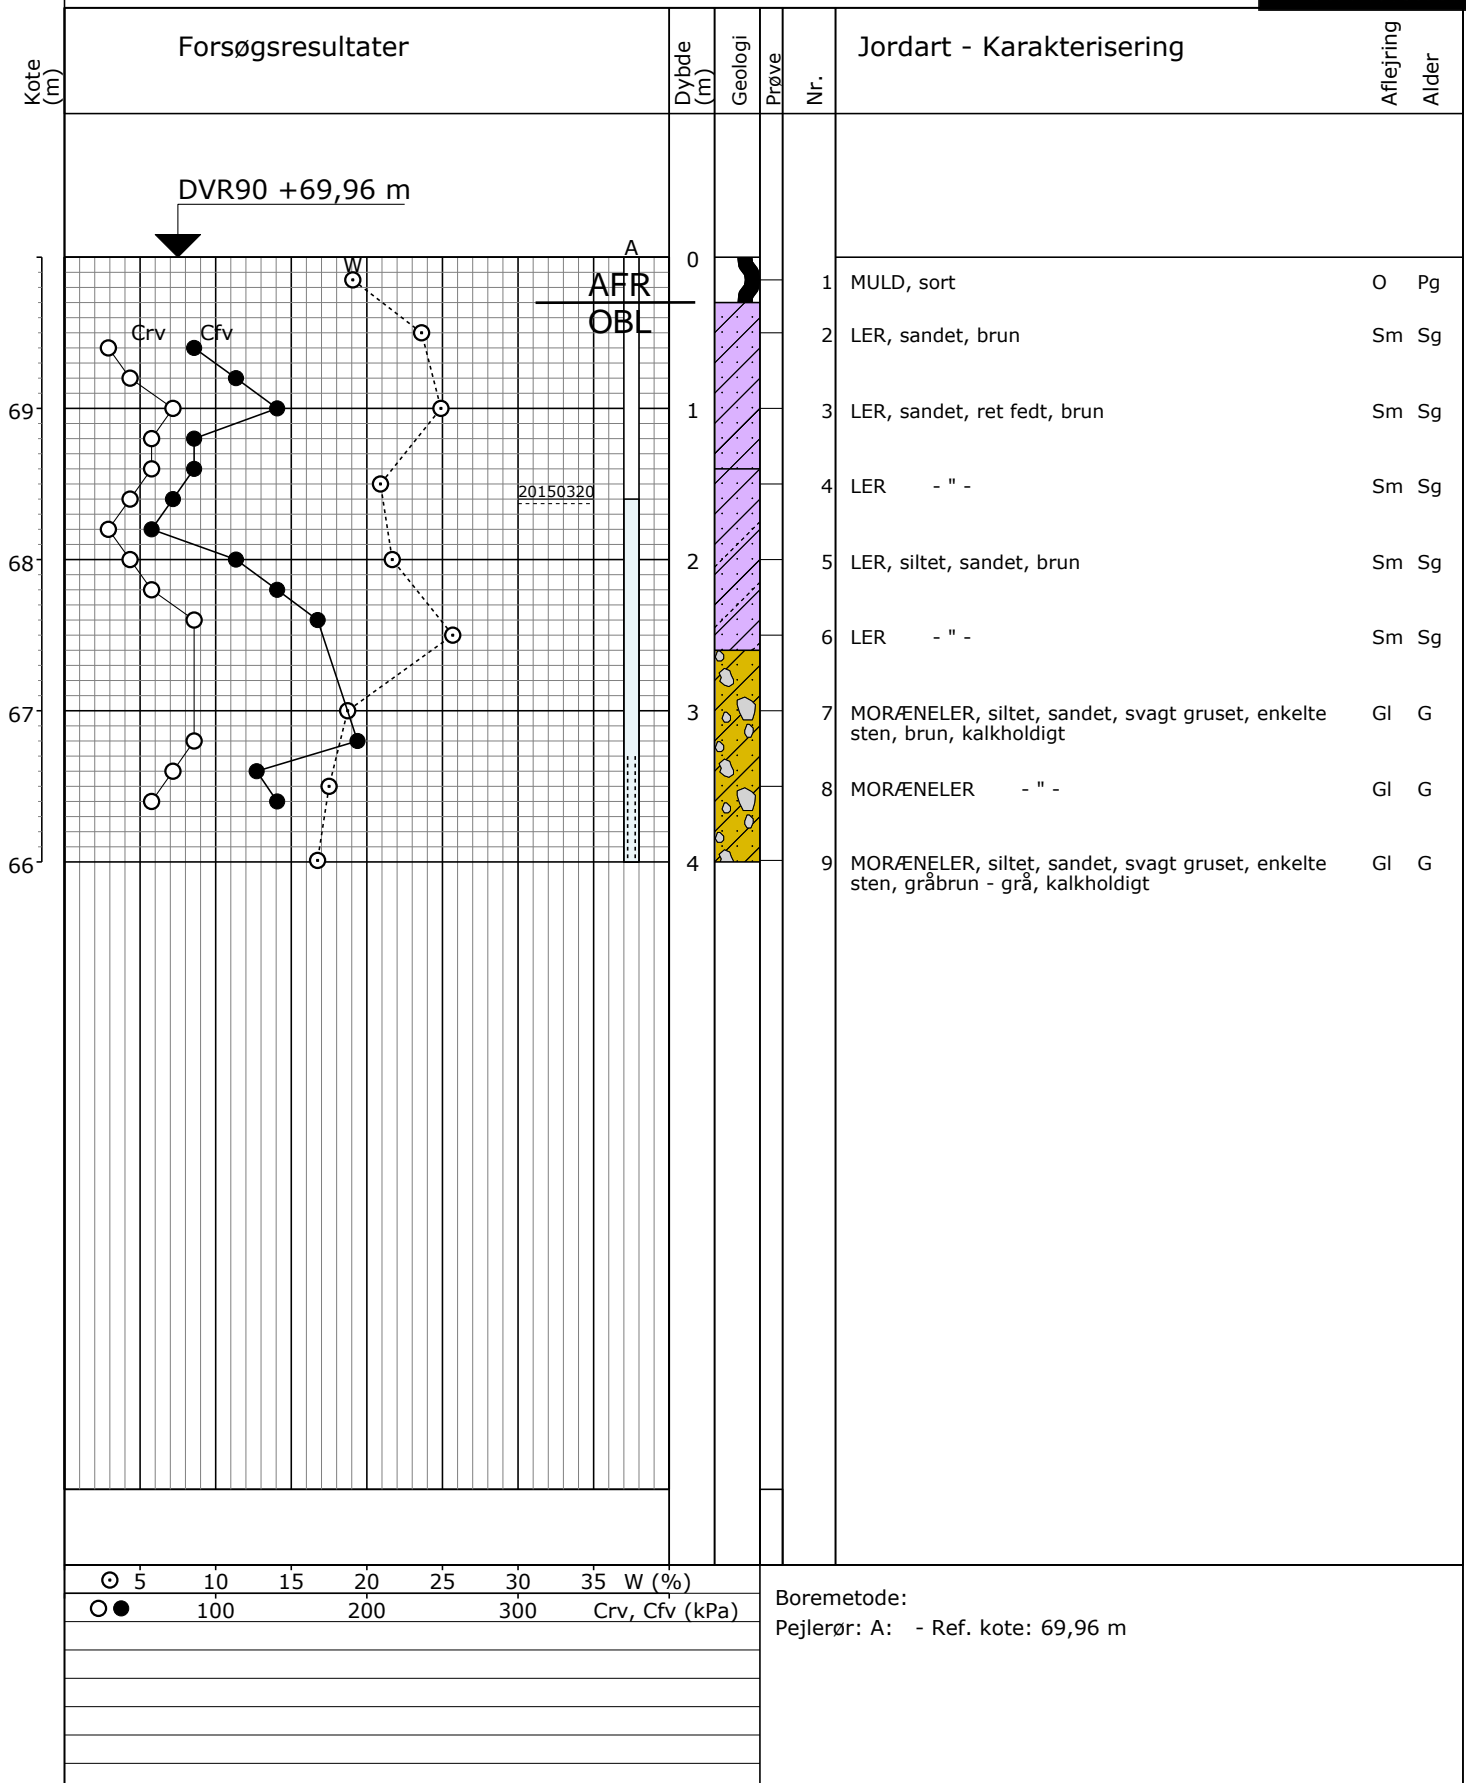 Kote (m)
Forsøgsresultater
Dybde (m)
Geologi
Prøve
Nr.
Jordart - Karakterisering
Aflejring
Alder
DVR90 +69,96 m
A
W
0
AFR
OBL
1 MULD, sort O Pg
Crv Cfv
2 LER, sandet, brun Sm Sg
69
1
3 LER, sandet, ret fedt, brun Sm Sg
20150320
4 LER - " - Sm Sg
68
2
5 LER, siltet, sandet, brun Sm Sg
6 LER - " - Sm Sg
67
3
7 MORÆNELER, siltet, sandet, svagt gruset, enkelte Gl G
sten, brun, kalkholdigt
8 MORÆNELER - " - Gl G
66
4
9 MORÆNELER, siltet, sandet, svagt gruset, enkelte Gl G
sten, gråbrun - grå, kalkholdigt
5 10 15 20 25 30 35 W (%)
100 200 300 Crv, Cfv (kPa)
Boremetode:
Pejlerør: A: - Ref. kote: 69,96 m